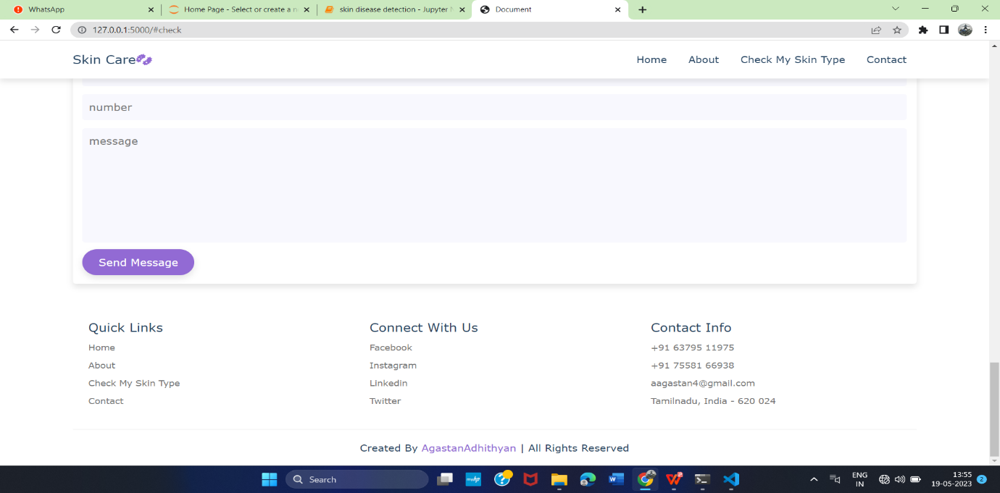 WhatsApp
Home Page - Select or create a n
skin disease detection - Jupyter
Document
127.0.0.1:5000/#check
Skin Care
Home About Check My Skin Type Contact
number
message
Send Message
Quick Links
Home
About
Check My Skin Type
Contact
Connect With Us
Facebook
Instagram
Linkedin
Twitter
Contact Info
+91 63795 11975
+91 75581 66938
aagastan4@gmail.com
Tamilnadu, India - 620 024
Created By AgastanAdhithyan | All Rights Reserved
Search
myhp
ENG
IN
13:55
19-05-2023
2